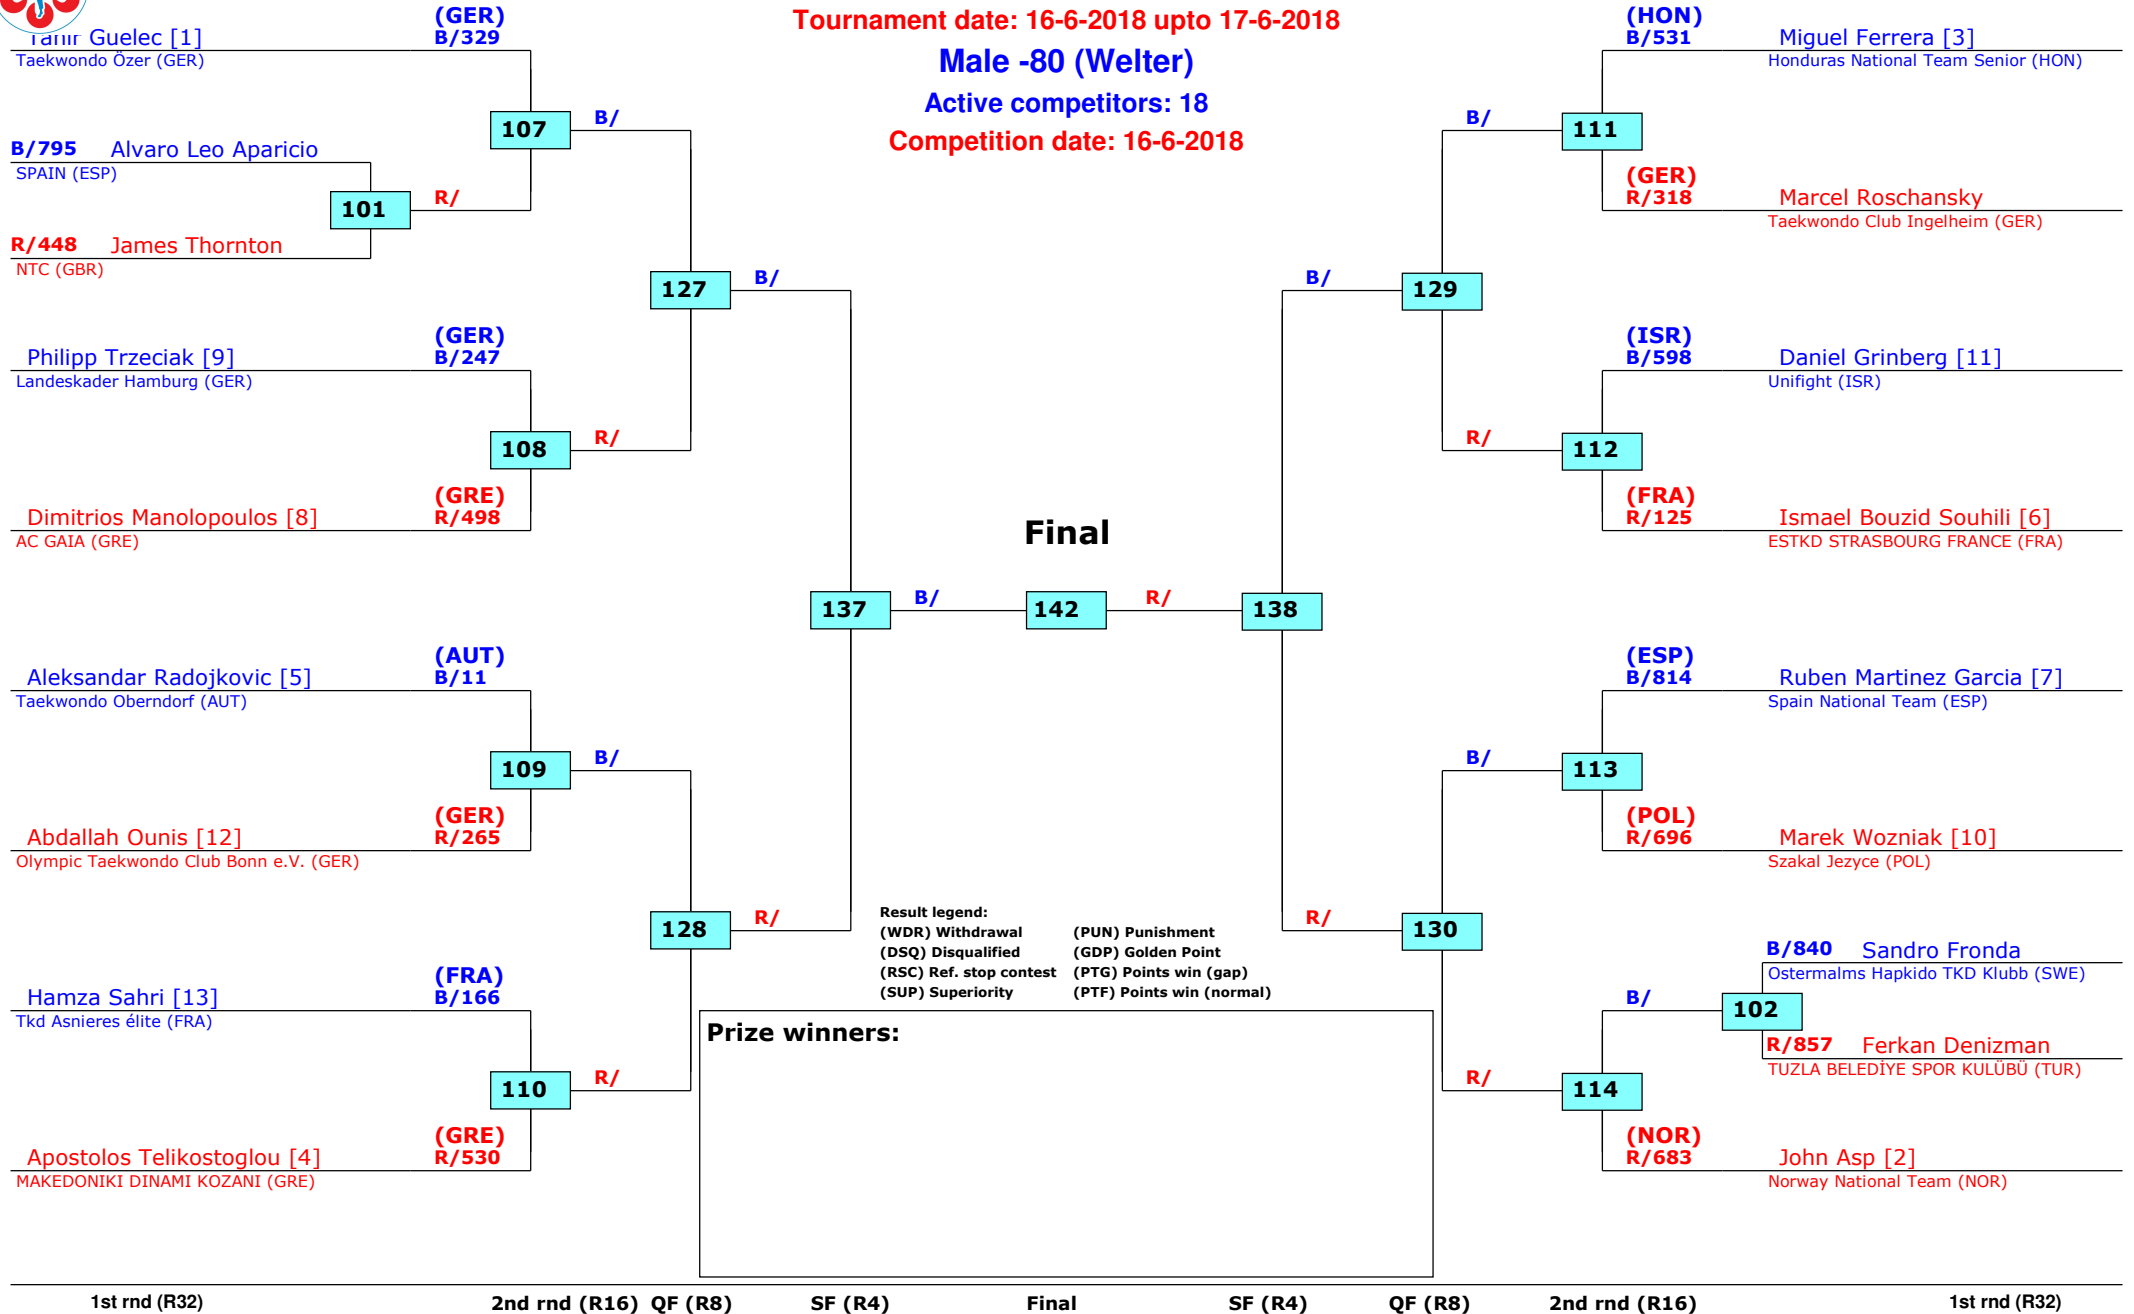 Tournament date: 16-6-2018 upto 17-6-2018
Male -80 (Welter)
Active competitors: 18
Competition date: 16-6-2018
(GER)
Guelec [1] B/329
Taekwondo Özer (GER)
107 B/
B/795 Alvaro Leo Aparicio
SPAIN (ESP)
101 R/
R/448 James Thornton
NTC (GBR)
127 B/
(GER)
Philipp Trzeciak [9] B/247
Landeskader Hamburg (GER)
108 R/
(GRE)
Dimitrios Manolopoulos [8] R/498
AC GAIA (GRE)
137 B/
(AUT)
Aleksandar Radojkovic [5] B/11
Taekwondo Oberndorf (AUT)
109 B/
(GER)
Abdallah Ounis [12] R/265
Olympic Taekwondo Club Bonn e.V. (GER)
128 R/
(FRA)
Hamza Sahri [13] B/166
Tkd Asnieres élite (FRA)
110 R/
(GRE)
Apostolos Telikostoglou [4] R/530
MAKEDONIKI DINAMI KOZANI (GRE)
Final
142
(HON)
B/531 Miguel Ferrera [3]
Honduras National Team Senior (HON)
B/ 111
(GER)
R/318 Marcel Roschansky
Taekwondo Club Ingelheim (GER)
B/ 129
(ISR)
B/598 Daniel Grinberg [11]
Unifight (ISR)
R/ 112
(FRA)
R/125 Ismael Bouzid Souhili [6]
ESTKD STRASBOURG FRANCE (FRA)
R/ 138
(ESP)
B/814 Ruben Martinez Garcia [7]
Spain National Team (ESP)
B/ 113
(POL)
R/696 Marek Wozniak [10]
Szakal Jezyce (POL)
R/ 130
B/840 Sandro Fronda
Ostermalms Hapkido TKD Klubb (SWE)
B/ 102
R/857 Ferkan Denizman
TUZLA BELEDİYE SPOR KULÜBÜ (TUR)
R/ 114
(NOR)
R/683 John Asp [2]
Norway National Team (NOR)
Result legend:
(WDR) Withdrawal (PUN) Punishment
(DSQ) Disqualified (GDP) Golden Point
(RSC) Ref. stop contest (PTG) Points win (gap)
(SUP) Superiority (PTF) Points win (normal)
Prize winners:
1st rnd (R32) 2nd rnd (R16) QF (R8) SF (R4) Final SF (R4) QF (R8) 2nd rnd (R16) 1st rnd (R32)